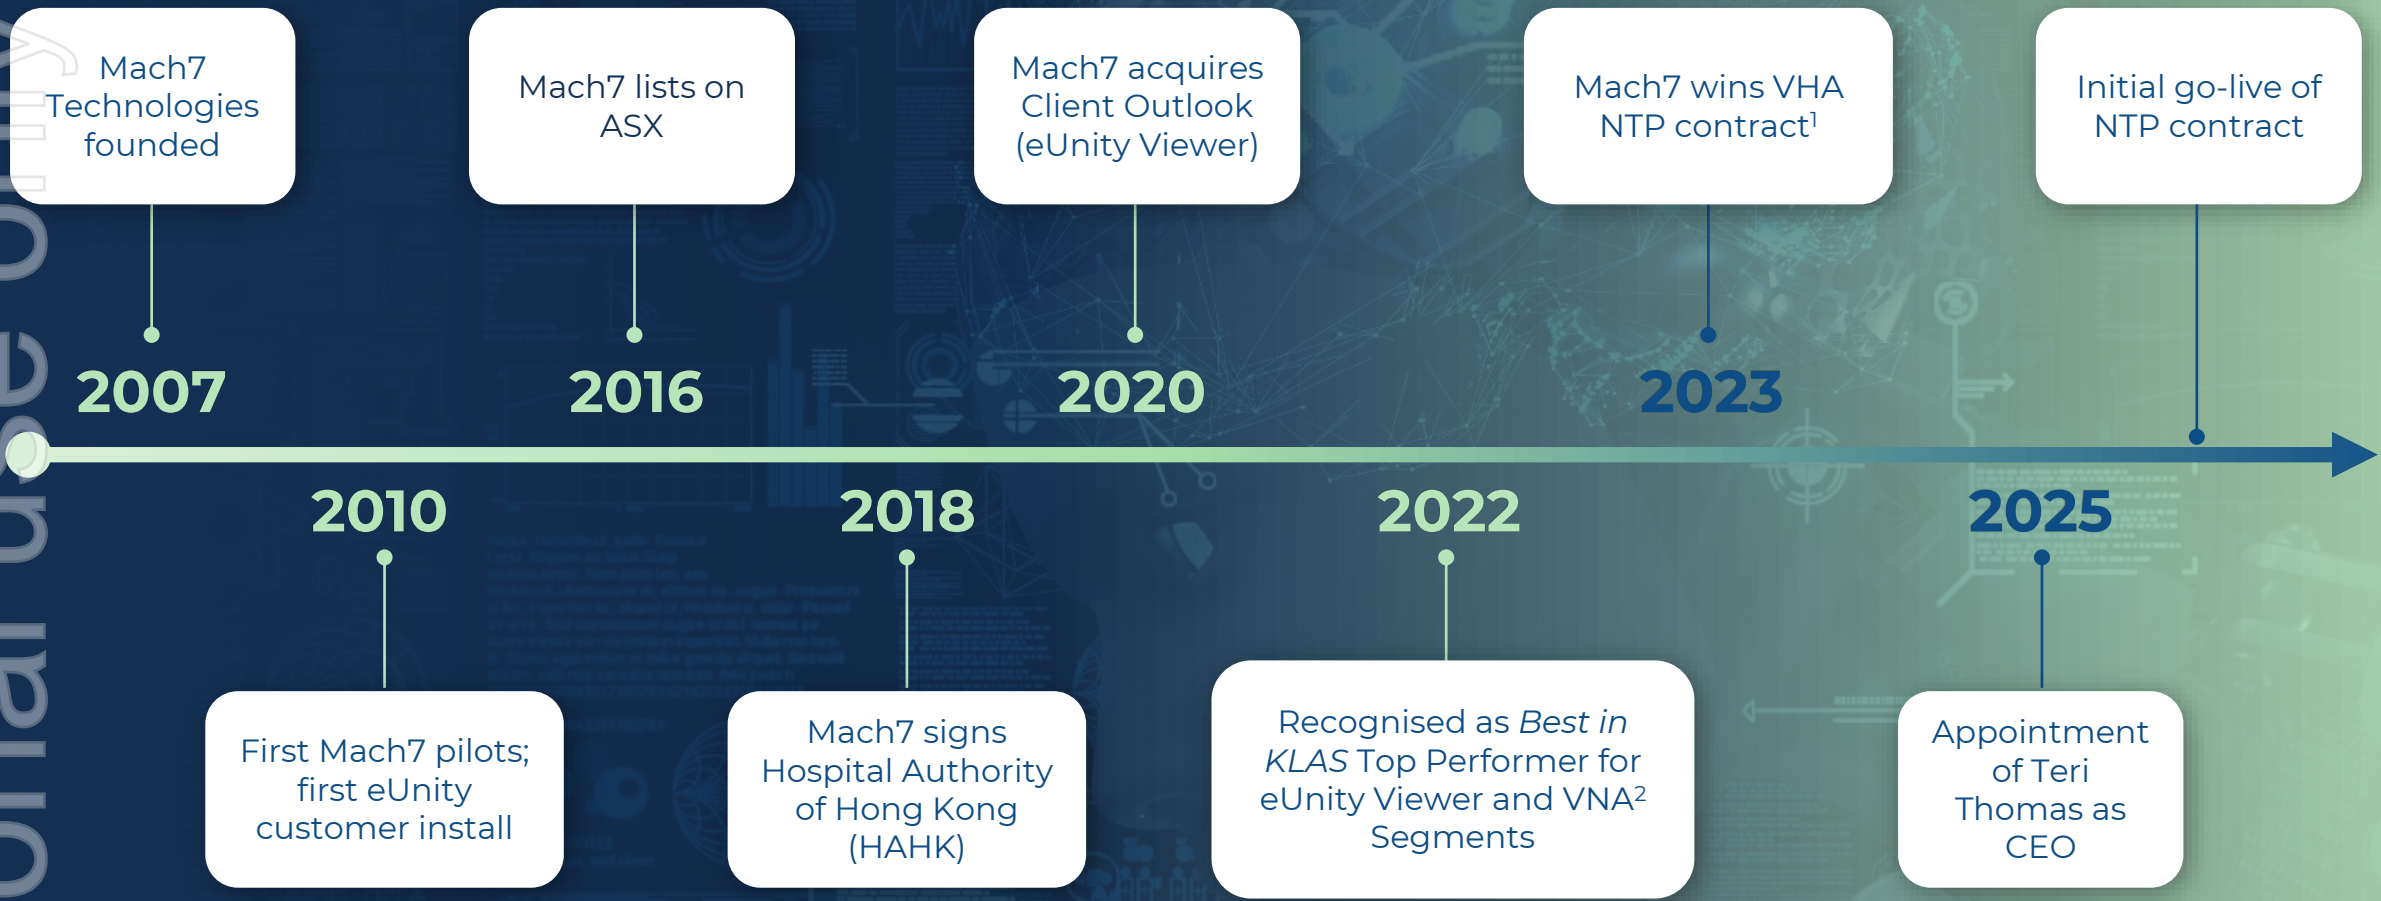 Mach7
Technologies
founded
Mach7 lists on
ASX
Mach7 acquires
Client Outlook
(eUnity Viewer)
Mach7 wins VHA
NTP contract¹
Initial go-live of
NTP contract
2007
2016
2020
2023
2010
2018
2022
2025
First Mach7 pilots;
first eUnity
customer install
Mach7 signs
Hospital Authority
of Hong Kong
(HAHK)
Recognised as Best in
KLAS Top Performer for
eUnity Viewer and VNA²
Segments
Appointment
of Teri
Thomas as
CEO
onal use only